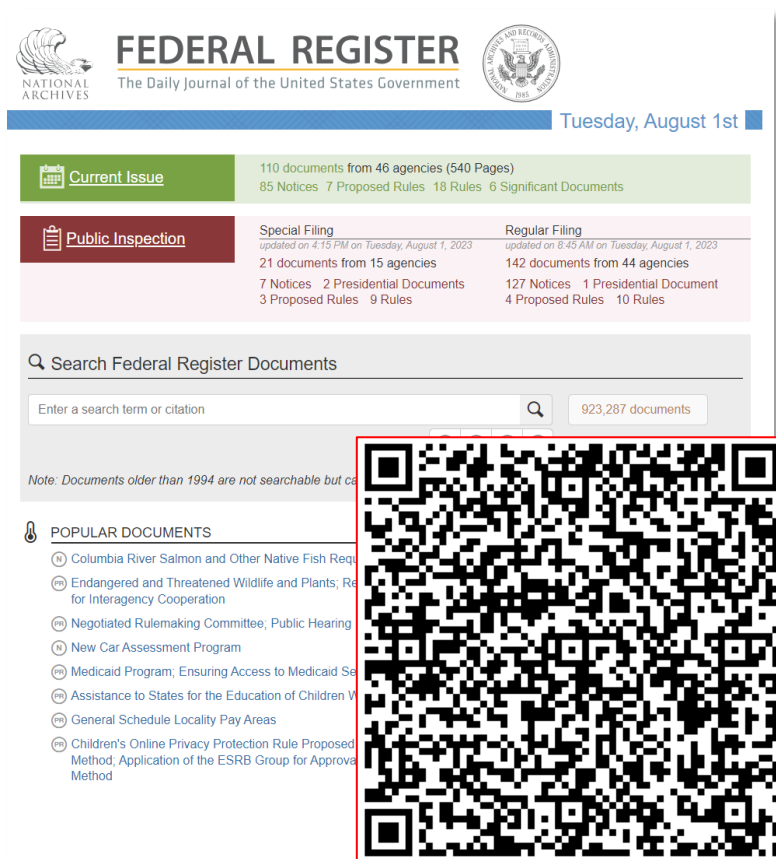 NATIONAL
ARCHIVES
FEDERAL REGISTER
The Daily Journal of the United States Government
1985
Tuesday, August 1st
Current Issue
110 documents from 46 agencies (540 Pages)
85 Notices 7 Proposed Rules 18 Rules 6 Significant Documents
Public Inspection
Special Filing
updated on 4:15 PM on Tuesday, August 1, 2023
21 documents from 15 agencies
7 Notices 2 Presidential Documents
3 Proposed Rules 9 Rules
Regular Filing
updated on 8:45 AM on Tuesday, August 1, 2023
142 documents from 44 agencies
127 Notices 1 Presidential Document
4 Proposed Rules 10 Rules
Search Federal Register Documents
Enter a search term or citation
923,287 documents
Note: Documents older than 1994 are not searchable but ca
POPULAR DOCUMENTS
N Columbia River Salmon and Other Native Fish Requ
PR Endangered and Threatened Wildlife and Plants; Re
for Interagency Cooperation
PR Negotiated Rulemaking Committee; Public Hearing
N New Car Assessment Program
PR Medicaid Program; Ensuring Access to Medicaid Se
PR Assistance to States for the Education of Children W
PR General Schedule Locality Pay Areas
PR Children's Online Privacy Protection Rule Proposed
Method; Application of the ESRB Group for Approva
Method